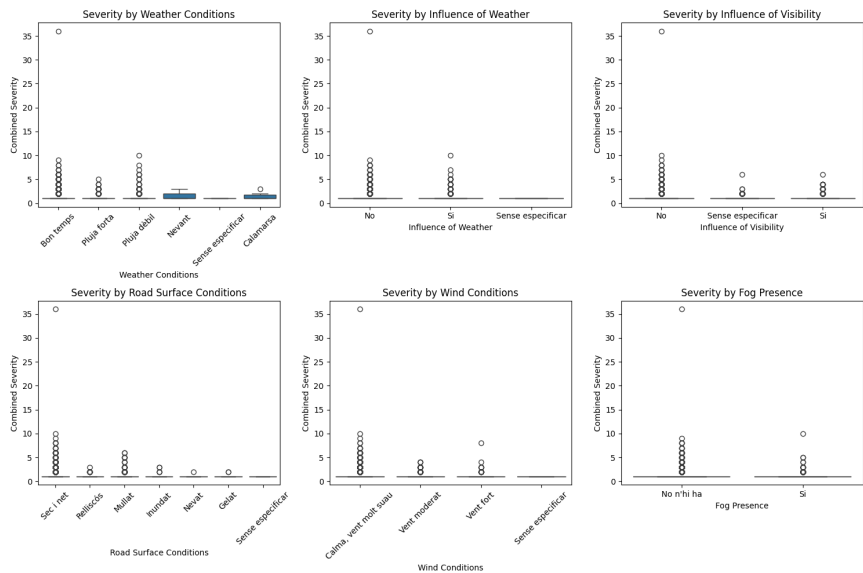 Severity by Weather Conditions
Combined Severity
35
30
25
20
15
10
5
0
Bon temps
Pluja forta
Pluja dèbil
Nevant
Sense especificar
Calamarsa
Weather Conditions
Severity by Influence of Weather
Combined Severity
35
30
25
20
15
10
5
0
No
Si
Sense especificar
Influence of Weather
Severity by Influence of Visibility
Combined Severity
35
30
25
20
15
10
5
0
No
Sense especificar
Si
Influence of Visibility
Severity by Road Surface Conditions
Combined Severity
35
30
25
20
15
10
5
0
Sec i net
Relliscós
Mullat
Inundat
Nevat
Gelat
Sense especificar
Road Surface Conditions
Severity by Wind Conditions
Combined Severity
35
30
25
20
15
10
5
0
Calma, vent molt suau
Vent moderat
Vent fort
Sense especificar
Wind Conditions
Severity by Fog Presence
Combined Severity
35
30
25
20
15
10
5
0
No n'hi ha
Si
Fog Presence